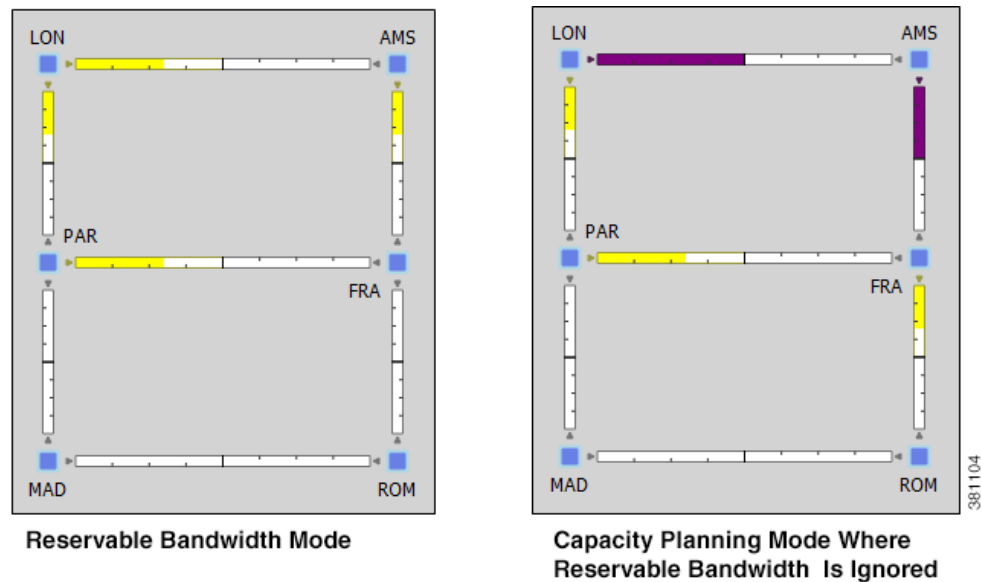 LON
AMS
PAR
FRA
MAD
ROM
Reservable Bandwidth Mode
LON
AMS
PAR
FRA
MAD
ROM
Capacity Planning Mode Where
Reservable Bandwidth Is Ignored
381104